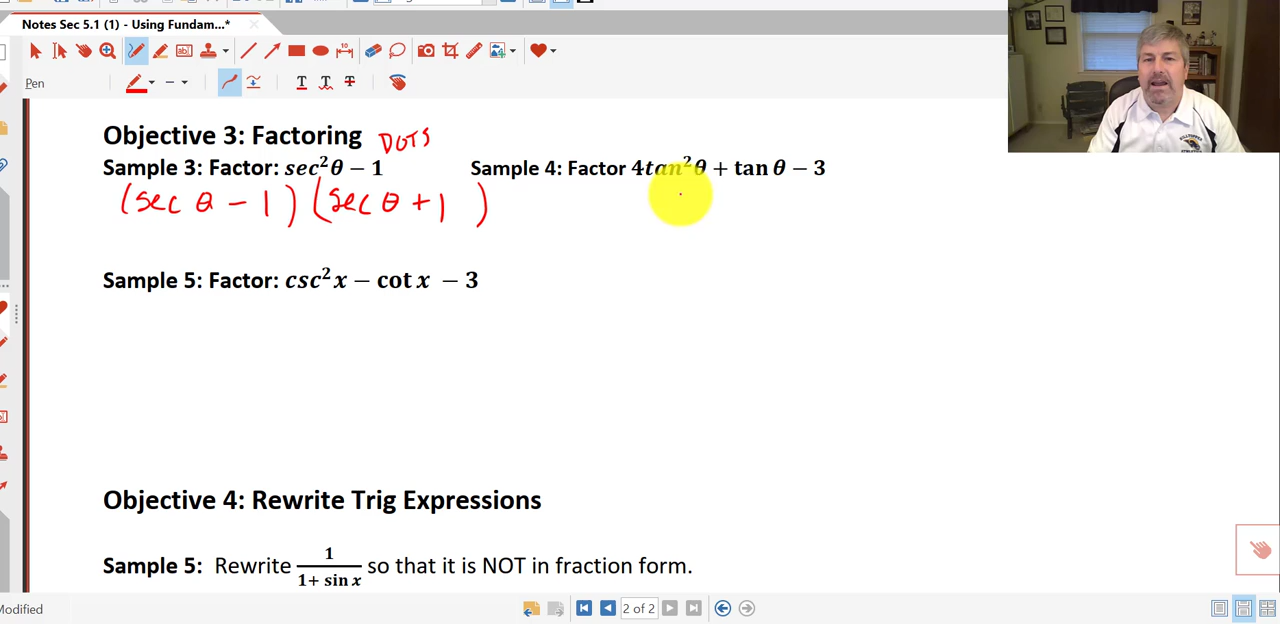 Notes Sec 5.1 (1) - Using Fundam...*
Pen
Objective 3: Factoring DOTS
Sample 3: Factor: sec²θ − 1 Sample 4: Factor 4tan²θ + tan θ − 3
(sec θ − 1)(sec θ + 1)
Sample 5: Factor: csc²x − cot x − 3
Objective 4: Rewrite Trig Expressions
Sample 5: Rewrite 1/(1+ sin x) so that it is NOT in fraction form.
Modified
2 of 2